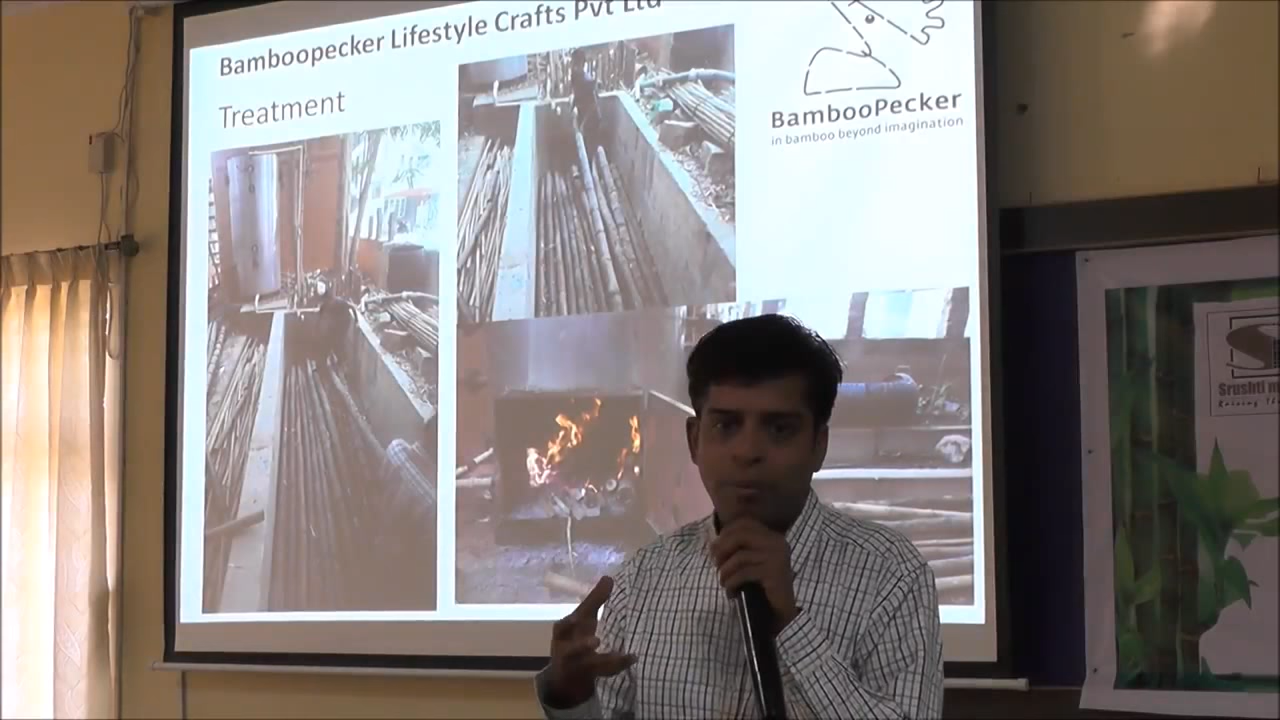 Bamboopecker Lifestyle Crafts Pvt Ltd
Treatment
BambooPecker
in bamboo beyond imagination
Srushti